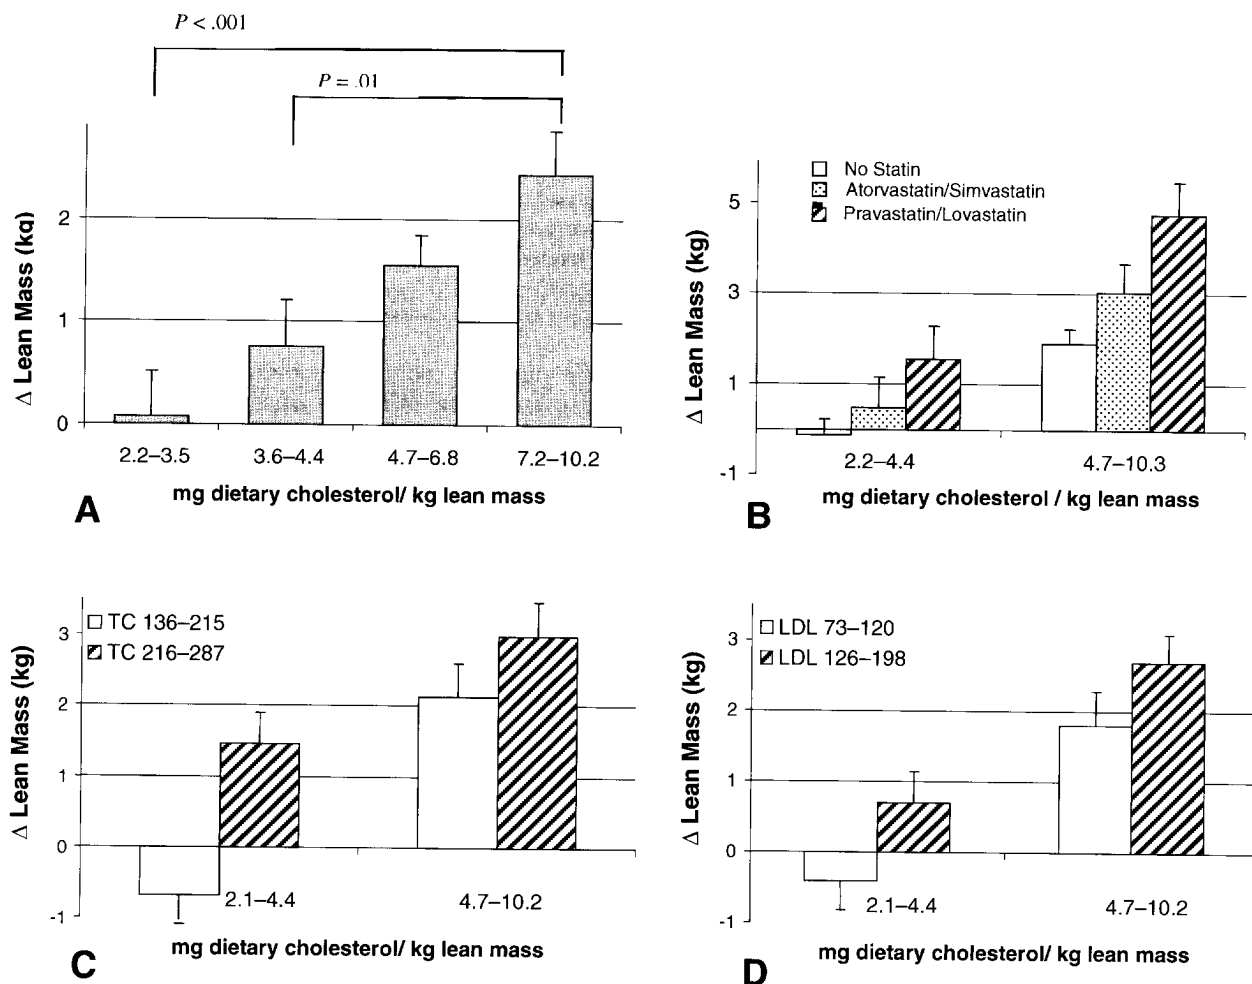 P < .001
P = .01
Δ Lean Mass (kg)
2
1
0
2.2–3.5
3.6–4.4
4.7–6.8
7.2–10.2
mg dietary cholesterol/ kg lean mass
A
No Statin
Atorvastatin/Simvastatin
Pravastatin/Lovastatin
Δ Lean Mass (kg)
5
3
1
-1
2.2–4.4
4.7–10.3
mg dietary cholesterol / kg lean mass
B
TC 136–215
TC 216–287
Δ Lean Mass (kg)
3
2
1
0
-1
2.1–4.4
4.7–10.2
mg dietary cholesterol/ kg lean mass
C
LDL 73–120
LDL 126–198
Δ Lean Mass (kg)
3
2
1
0
-1
2.1–4.4
4.7–10.2
mg dietary cholesterol/ kg lean mass
D